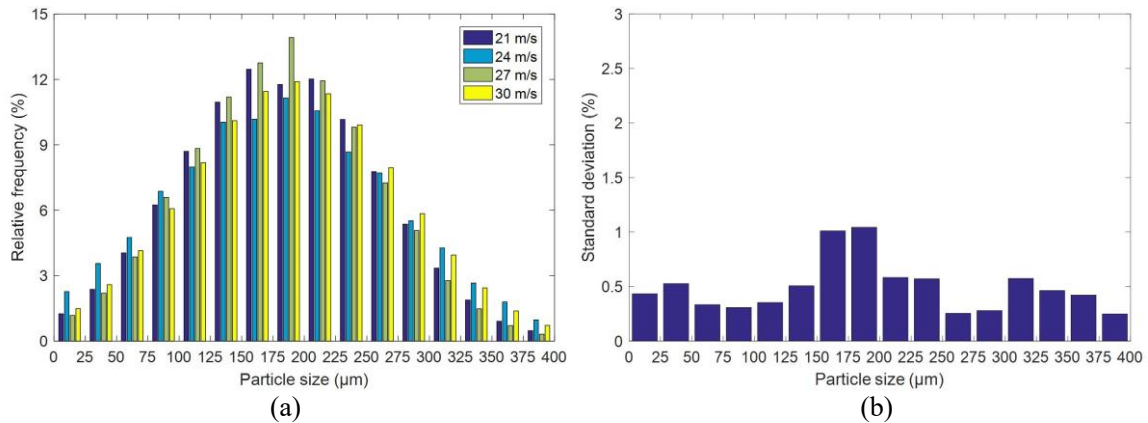 15
12
9
6
3
0
Relative frequency (%)
21 m/s
24 m/s
27 m/s
30 m/s
0 25 50 75 100 125 150 175 200 225 250 275 300 325 350 375 400
Particle size (µm)
(a)
3
2.5
2
1.5
1
0.5
0
Standard deviation (%)
0 25 50 75 100 125 150 175 200 225 250 275 300 325 350 375 400
Particle size (µm)
(b)